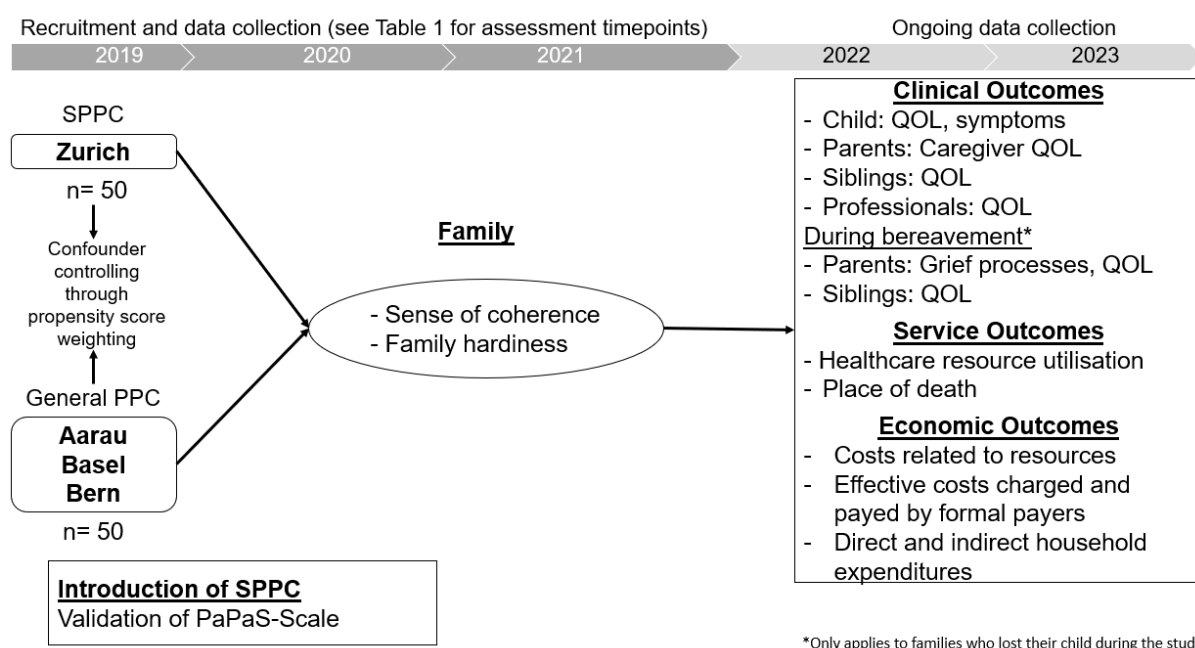 Recruitment and data collection (see Table 1 for assessment timepoints)
Ongoing data collection
2019
2020
2021
2022
2023
SPPC
Zurich
n= 50
Confounder
controlling
through
propensity score
weighting
General PPC
Aarau
Basel
Bern
n= 50
Introduction of SPPC
Validation of PaPaS-Scale
Family
- Sense of coherence
- Family hardiness
Clinical Outcomes
- Child: QOL, symptoms
- Parents: Caregiver QOL
- Siblings: QOL
- Professionals: QOL
During bereavement*
- Parents: Grief processes, QOL
- Siblings: QOL
Service Outcomes
- Healthcare resource utilisation
- Place of death
Economic Outcomes
- Costs related to resources
- Effective costs charged and
payed by formal payers
- Direct and indirect household
expenditures
*Only applies to families who lost their child during the stud